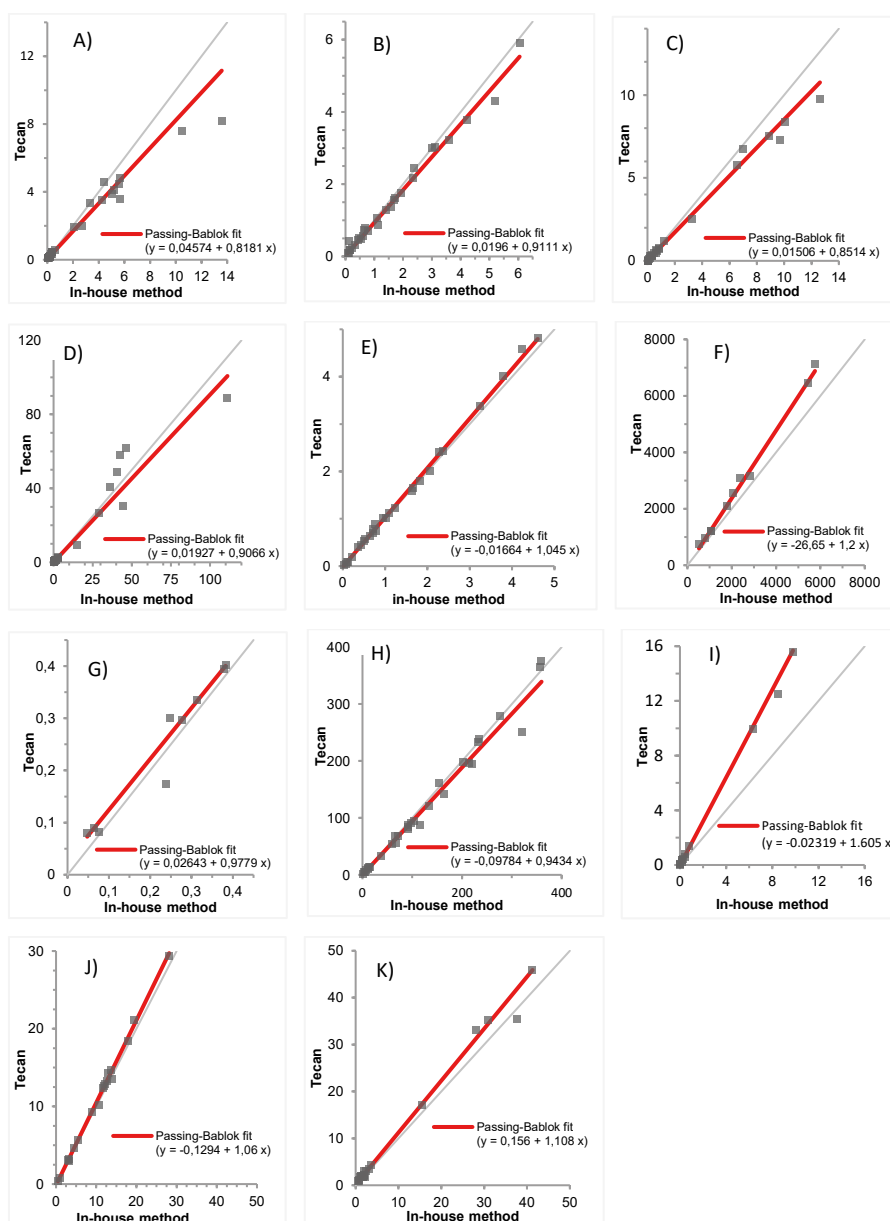 A)
14
12
8
4
0
Tecan
Passing-Bablok fit
(y = 0,04574 + 0,8181 x)
0 2 4 6 8 10 12 14
In-house method
B)
6
4
2
0
Tecan
Passing-Bablok fit
(y = 0,0196 + 0,9111 x)
0 1 2 3 4 5 6
In-house method
C)
10
5
0
Tecan
Passing-Bablok fit
(y = 0,01506 + 0,8514 x)
0 2 4 6 8 10 12 14
In-house method
D)
120
80
40
0
Tecan
Passing-Bablok fit
(y = 0,01927 + 0,9066 x)
0 25 50 75 100
In-house method
E)
4
2
0
Tecan
Passing-Bablok fit
(y = -0,01664 + 1,045 x)
0 1 2 3 4 5
in-house method
F)
8000
6000
4000
2000
0
Tecan
Passing-Bablok fit
(y = -26,65 + 1,2 x)
0 2000 4000 6000 8000
In-house method
G)
0,4
0,3
0,2
0,1
0
Tecan
Passing-Bablok fit
(y = 0,02643 + 0,9779 x)
0 0,1 0,2 0,3 0,4
In-house method
H)
400
300
200
100
0
Tecan
Passing-Bablok fit
(y = -0,09784 + 0,9434 x)
0 200 400
In-house method
I)
16
12
8
4
0
Tecan
Passing-Bablok fit
(y = -0.02319 + 1.605 x
0 4 8 12 16
In-house method
J)
30
20
10
0
Tecan
Passing-Bablok fit
(y = -0,1294 + 1,06 x)
0 10 20 30 40 50
In-house method
K)
50
40
30
20
10
0
Tecan
Passing-Bablok fit
(y = 0,156 + 1,108 x)
0 10 20 30 40 50
In-house method